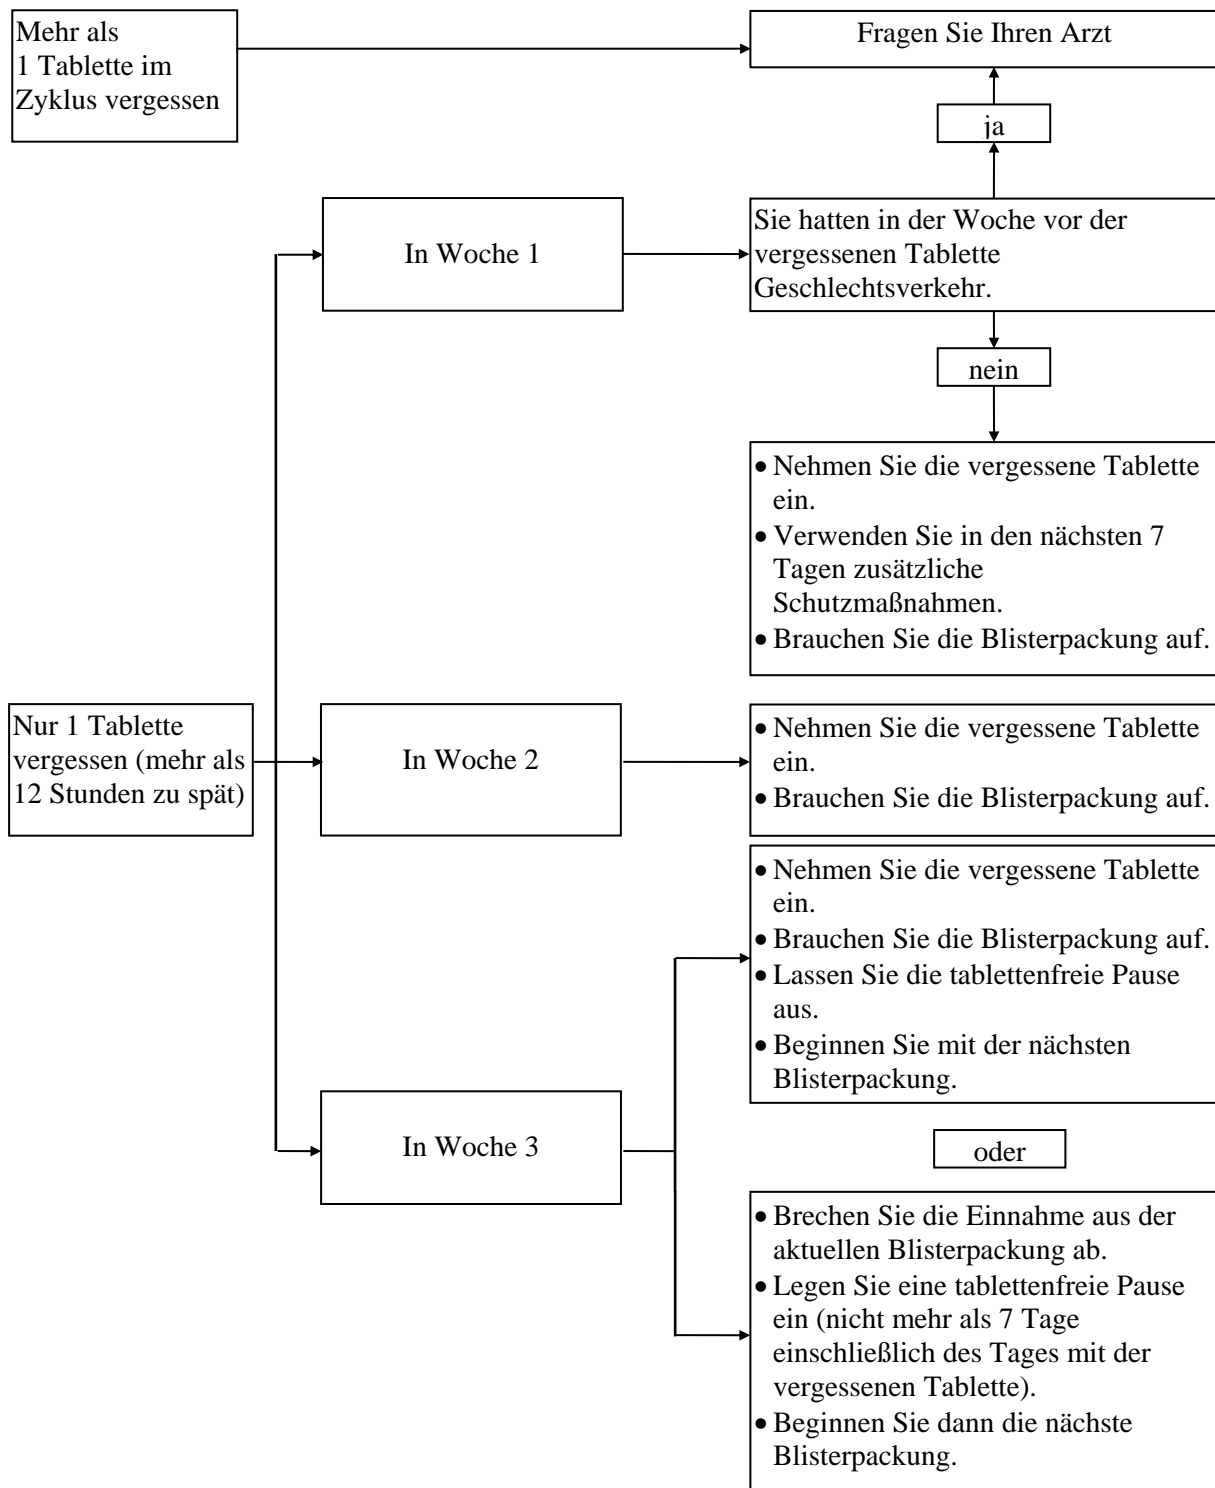 Mehr als
1 Tablette im
Zyklus vergessen
Fragen Sie Ihren Arzt
ja
In Woche 1
Sie hatten in der Woche vor der
vergessenen Tablette
Geschlechtsverkehr.
nein
• Nehmen Sie die vergessene Tablette
ein.
• Verwenden Sie in den nächsten 7
Tagen zusätzliche
Schutzmaßnahmen.
• Brauchen Sie die Blisterpackung auf.
Nur 1 Tablette
vergessen (mehr als
12 Stunden zu spät)
In Woche 2
• Nehmen Sie die vergessene Tablette
ein.
• Brauchen Sie die Blisterpackung auf.
• Nehmen Sie die vergessene Tablette
ein.
• Brauchen Sie die Blisterpackung auf.
• Lassen Sie die tablettenfreie Pause
aus.
• Beginnen Sie mit der nächsten
Blisterpackung.
In Woche 3
oder
• Brechen Sie die Einnahme aus der
aktuellen Blisterpackung ab.
• Legen Sie eine tablettenfreie Pause
ein (nicht mehr als 7 Tage
einschließlich des Tages mit der
vergessenen Tablette).
• Beginnen Sie dann die nächste
Blisterpackung.